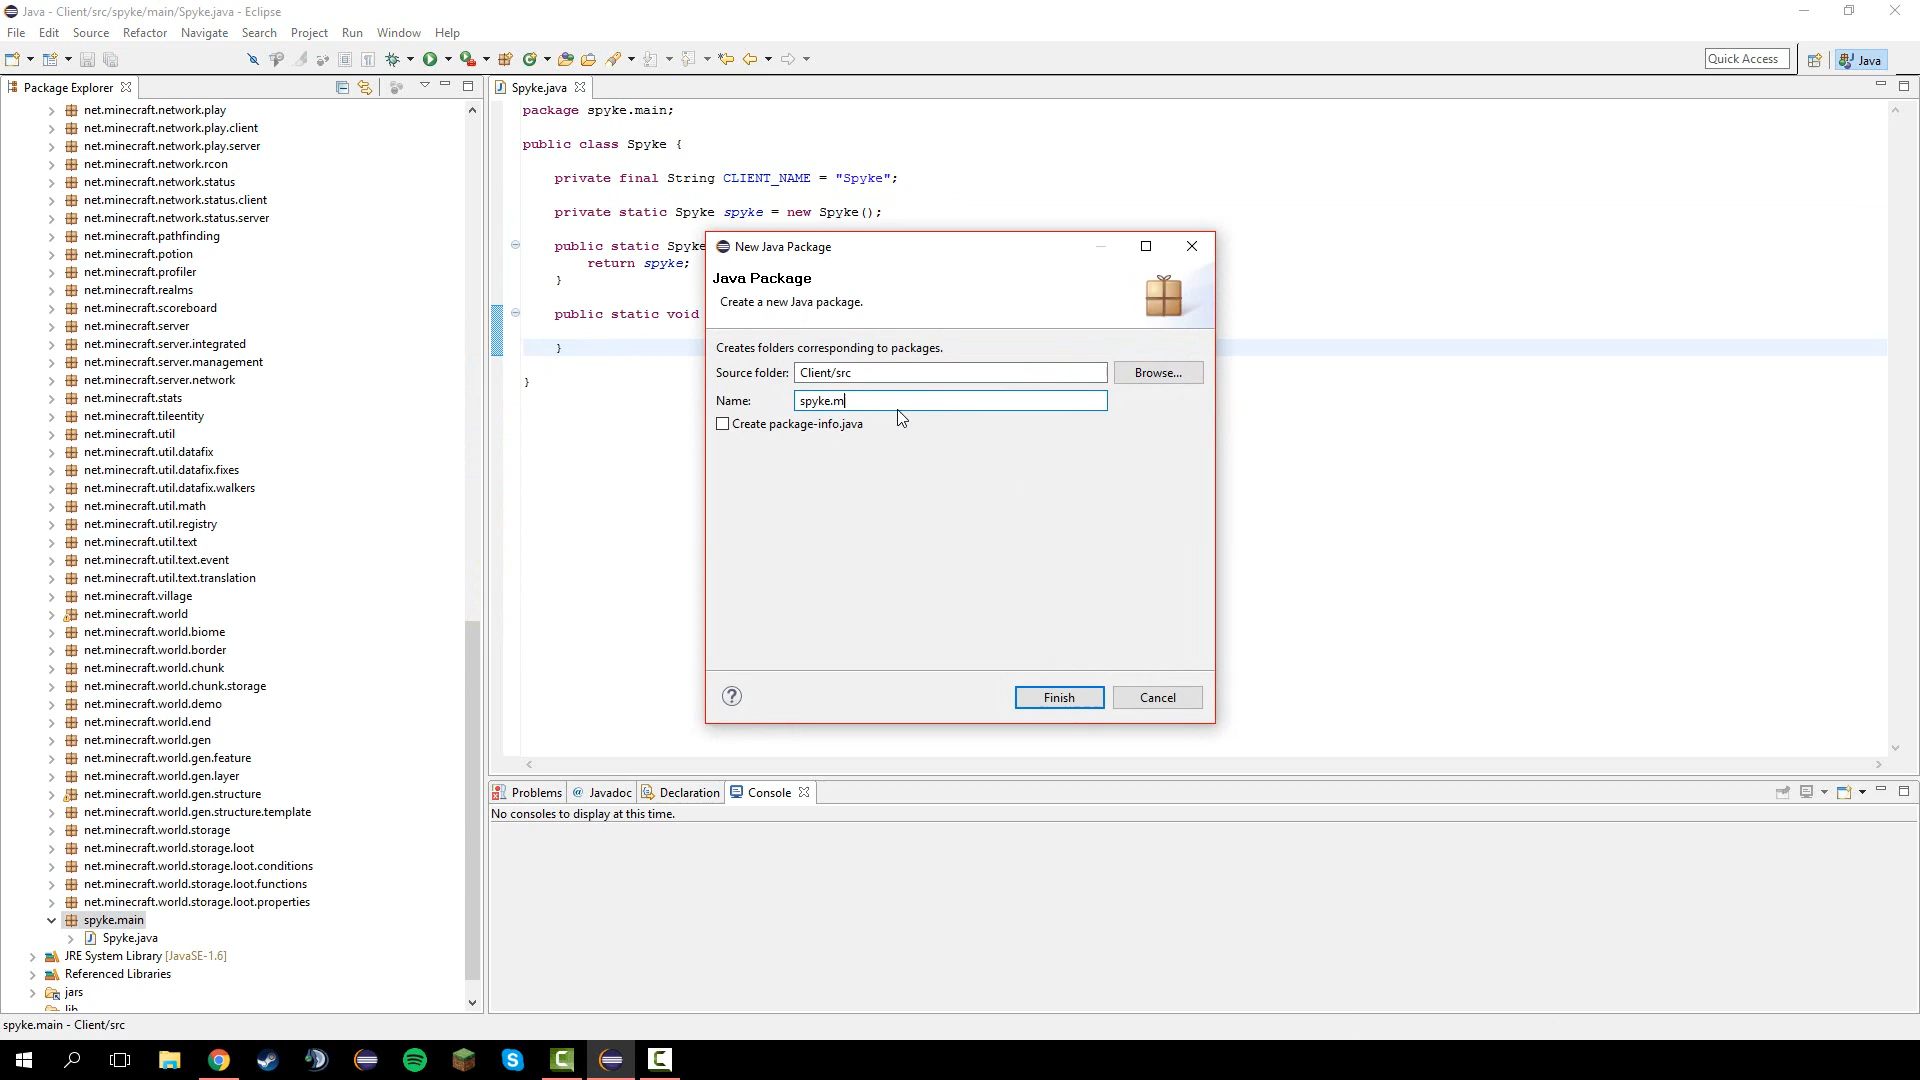 Java - Client/src/spyke/main/Spyke.java - Eclipse
File Edit Source Refactor Navigate Search Project Run Window Help
Quick Access
Java
Package Explorer
net.minecraft.network.play
net.minecraft.network.play.client
net.minecraft.network.play.server
net.minecraft.network.rcon
net.minecraft.network.status
net.minecraft.network.status.client
net.minecraft.network.status.server
net.minecraft.pathfinding
net.minecraft.potion
net.minecraft.profiler
net.minecraft.realms
net.minecraft.scoreboard
net.minecraft.server
net.minecraft.server.integrated
net.minecraft.server.management
net.minecraft.server.network
net.minecraft.stats
net.minecraft.tileentity
net.minecraft.util
net.minecraft.util.datafix
net.minecraft.util.datafix.fixes
net.minecraft.util.datafix.walkers
net.minecraft.util.math
net.minecraft.util.registry
net.minecraft.util.text
net.minecraft.util.text.event
net.minecraft.util.text.translation
net.minecraft.village
net.minecraft.world
net.minecraft.world.biome
net.minecraft.world.border
net.minecraft.world.chunk
net.minecraft.world.chunk.storage
net.minecraft.world.demo
net.minecraft.world.end
net.minecraft.world.gen
net.minecraft.world.gen.feature
net.minecraft.world.gen.layer
net.minecraft.world.gen.structure
net.minecraft.world.gen.structure.template
net.minecraft.world.storage
net.minecraft.world.storage.loot
net.minecraft.world.storage.loot.conditions
net.minecraft.world.storage.loot.functions
net.minecraft.world.storage.loot.properties
spyke.main
Spyke.java
JRE System Library [JavaSE-1.6]
Referenced Libraries
jars
lib
spyke.main - Client/src
Spyke.java
package spyke.main;
public class Spyke {
private final String CLIENT_NAME = "Spyke";
private static Spyke spyke = new Spyke();
public static Spyke
return spyke;
}
public static void
}
}
New Java Package
Java Package
Create a new Java package.
Creates folders corresponding to packages.
Source folder: Client/src Browse...
Name: spyke.m
Create package-info.java
Finish Cancel
Problems @ Javadoc Declaration Console
No consoles to display at this time.